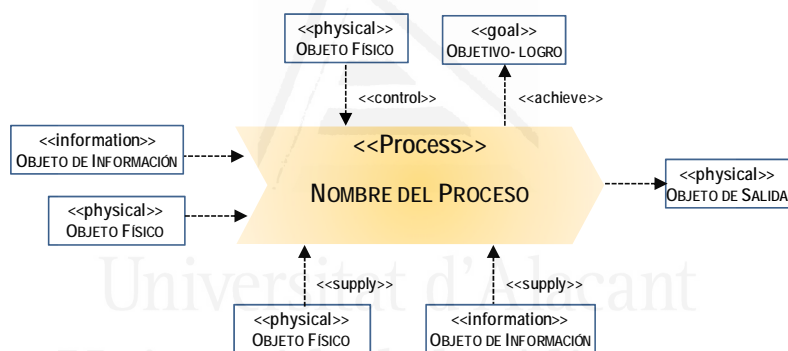 <<physical>>
OBJETO FÍSICO
<<goal>>
OBJETIVO- LOGRO
<<control>>
<<achieve>>
<<information>>
OBJETO DE INFORMACIÓN
<<Process>>
NOMBRE DEL PROCESO
<<physical>>
OBJETO DE SALIDA
<<physical>>
OBJETO FÍSICO
Universitat d'Alacant
<<supply>>
<<supply>>
<<physical>>
OBJETO FÍSICO
<<information>>
OBJETO DE INFORMACIÓN